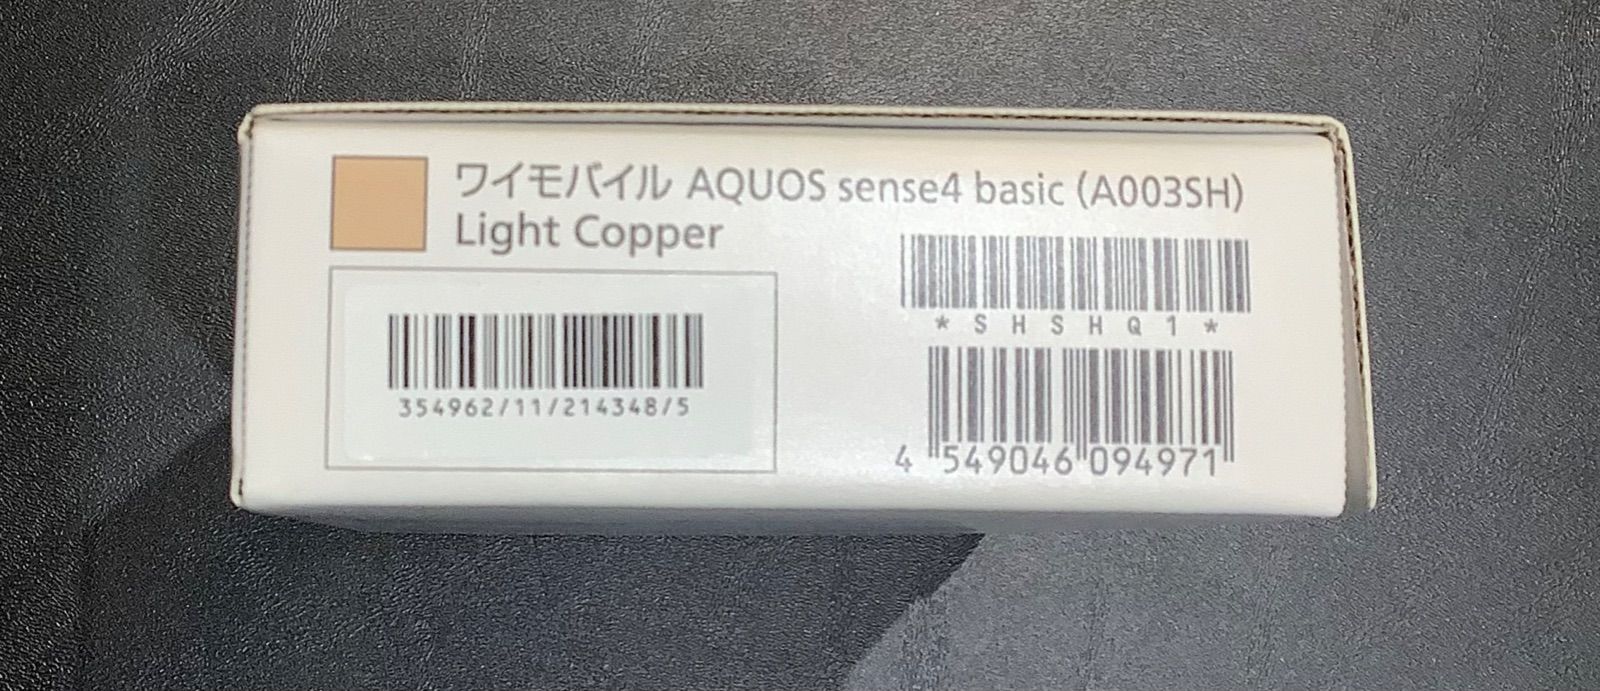 ワイモバイル AQUOS sense4 basic (A003SH)
Light Copper
354962/11/214348/5
*SHSHQ1*
4 549046 094971